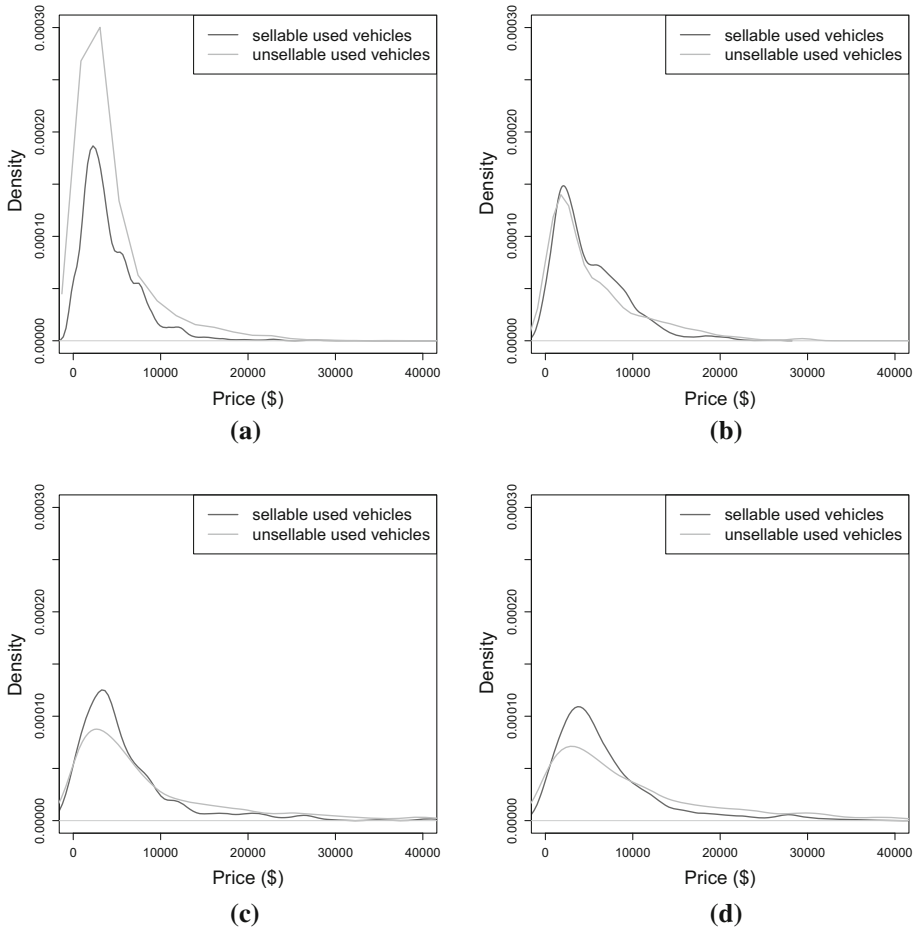 sellable used vehicles
unsellable used vehicles
Density
0.00000 0.00010 0.00020 0.00030
0 10000 20000 30000 40000
Price ($)
(a)
sellable used vehicles
unsellable used vehicles
Density
0.00000 0.00010 0.00020 0.00030
0 10000 20000 30000 40000
Price ($)
(b)
sellable used vehicles
unsellable used vehicles
Density
0.00000 0.00010 0.00020 0.00030
0 10000 20000 30000 40000
Price ($)
(c)
sellable used vehicles
unsellable used vehicles
Density
0.00000 0.00010 0.00020 0.00030
0 10000 20000 30000 40000
Price ($)
(d)